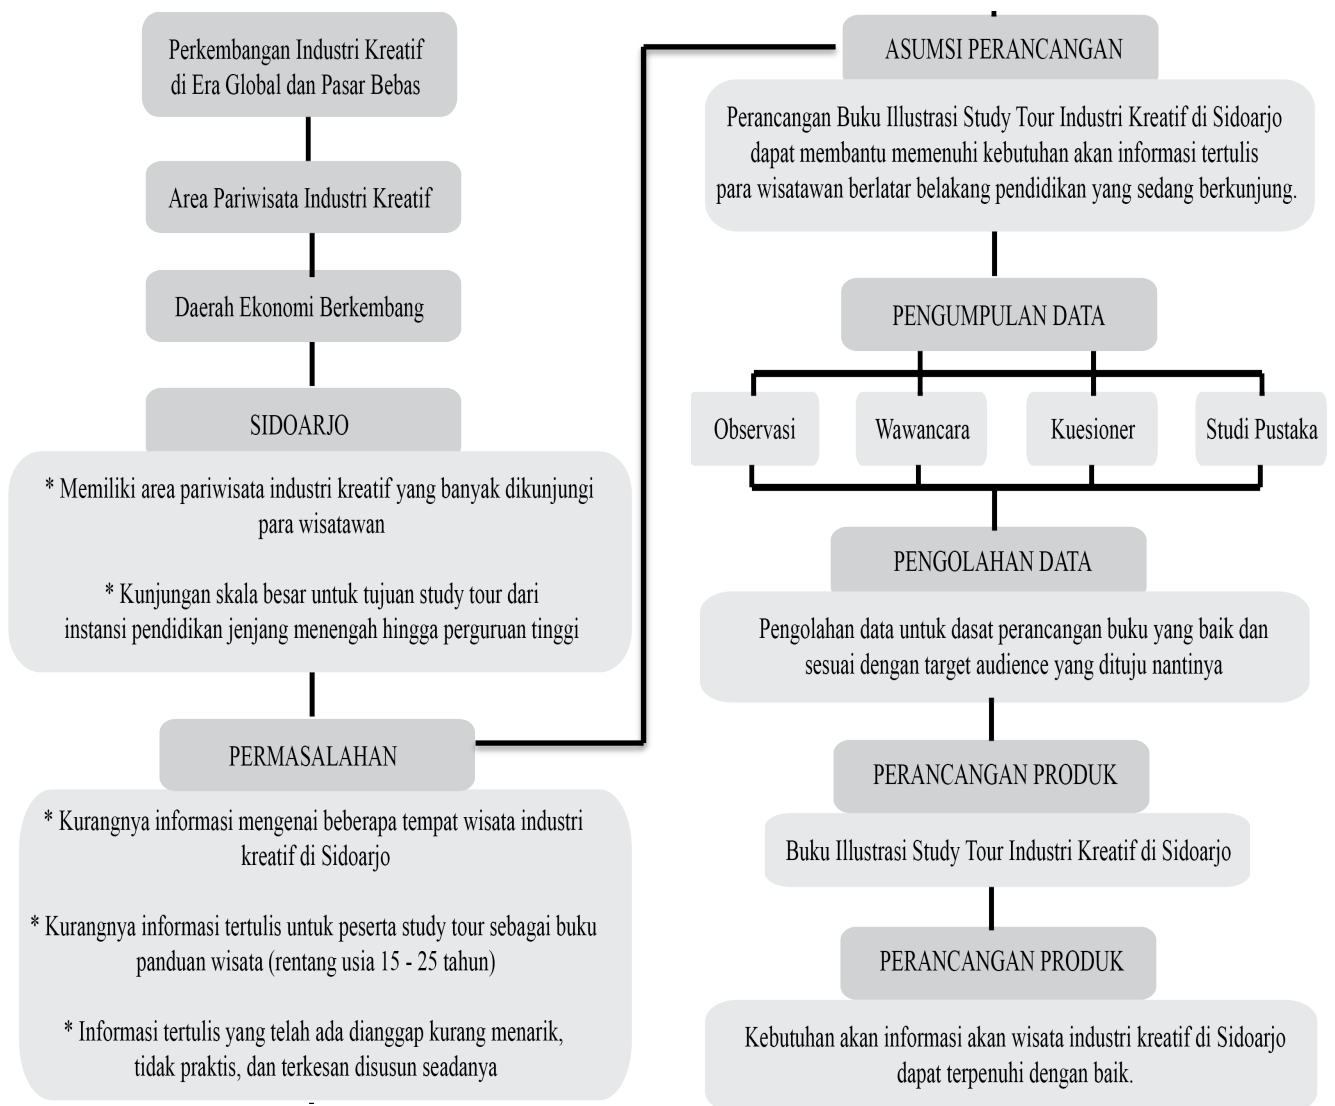 Perkembangan Industri Kreatif
di Era Global dan Pasar Bebas
Area Pariwisata Industri Kreatif
Daerah Ekonomi Berkembang
SIDOARJO
* Memiliki area pariwisata industri kreatif yang banyak dikunjungi
para wisatawan
* Kunjungan skala besar untuk tujuan study tour dari
instansi pendidikan jenjang menengah hingga perguruan tinggi
PERMASALAHAN
* Kurangnya informasi mengenai beberapa tempat wisata industri
kreatif di Sidoarjo
* Kurangnya informasi tertulis untuk peserta study tour sebagai buku
panduan wisata (rentang usia 15 - 25 tahun)
* Informasi tertulis yang telah ada dianggap kurang menarik,
tidak praktis, dan terkesan disusun seadanya
ASUMSI PERANCANGAN
Perancangan Buku Illustrasi Study Tour Industri Kreatif di Sidoarjo
dapat membantu memenuhi kebutuhan akan informasi tertulis
para wisatawan berlatar belakang pendidikan yang sedang berkunjung.
PENGUMPULAN DATA
Observasi
Wawancara
Kuesioner
Studi Pustaka
PENGOLAHAN DATA
Pengolahan data untuk dasat perancangan buku yang baik dan
sesuai dengan target audience yang dituju nantinya
PERANCANGAN PRODUK
Buku Illustrasi Study Tour Industri Kreatif di Sidoarjo
PERANCANGAN PRODUK
Kebutuhan akan informasi akan wisata industri kreatif di Sidoarjo
dapat terpenuhi dengan baik.